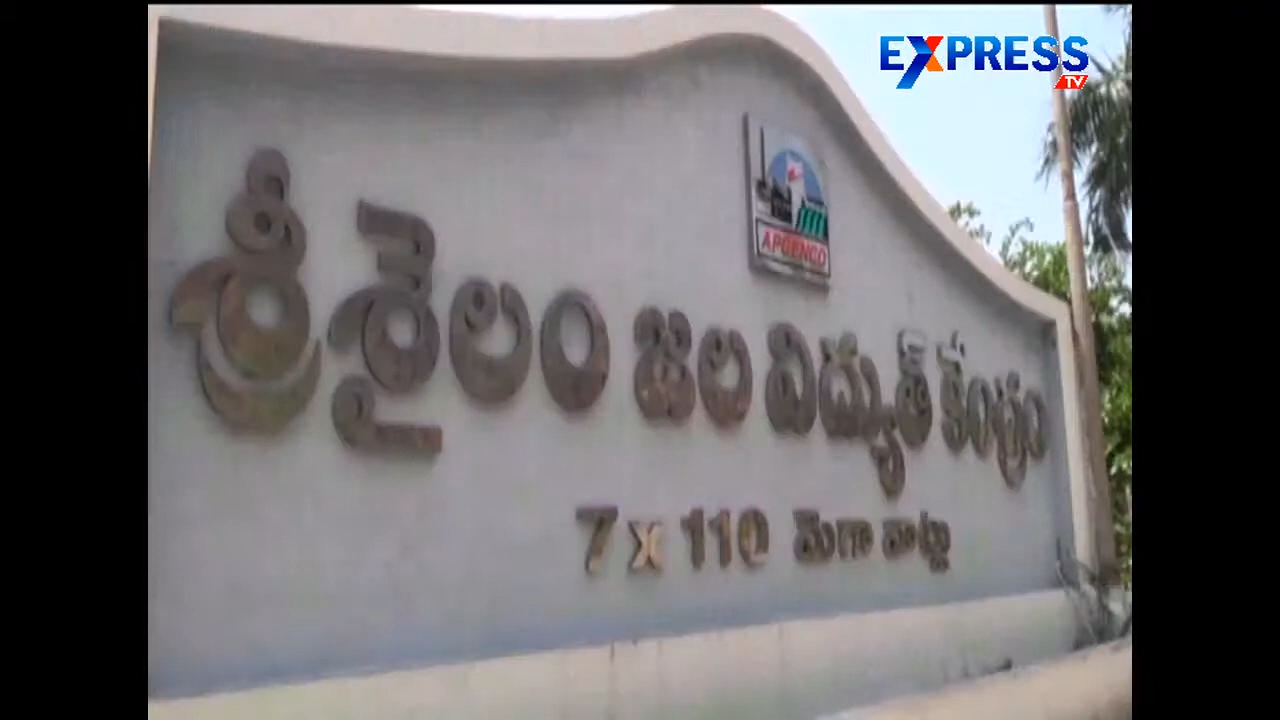 EXPRESS
TV
APGENCO
శ్రీశైలం జల విద్యుత్ కేంద్రం
7 x 110 మెగా వాట్లు